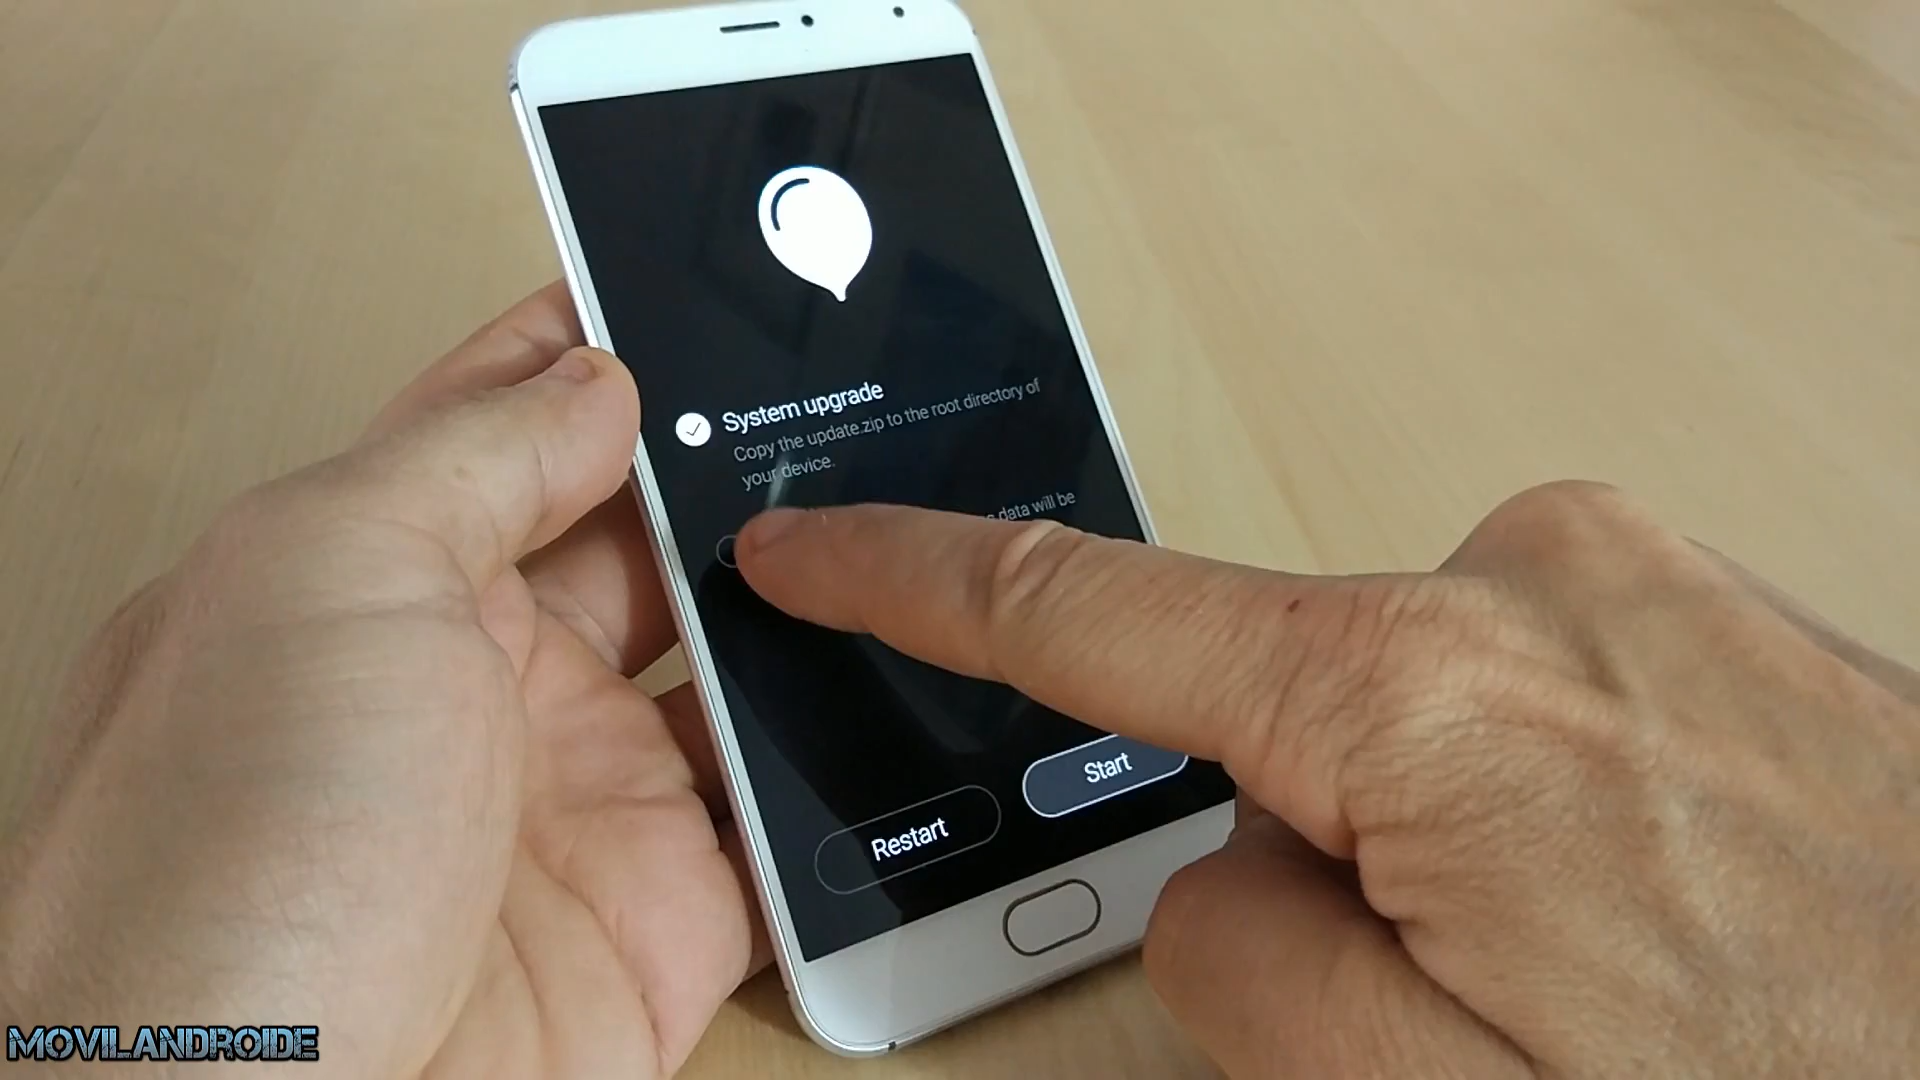 System upgrade
Copy the update.zip to the root directory of
your device.
data will be
Restart
Start
MOVILANDROIDE